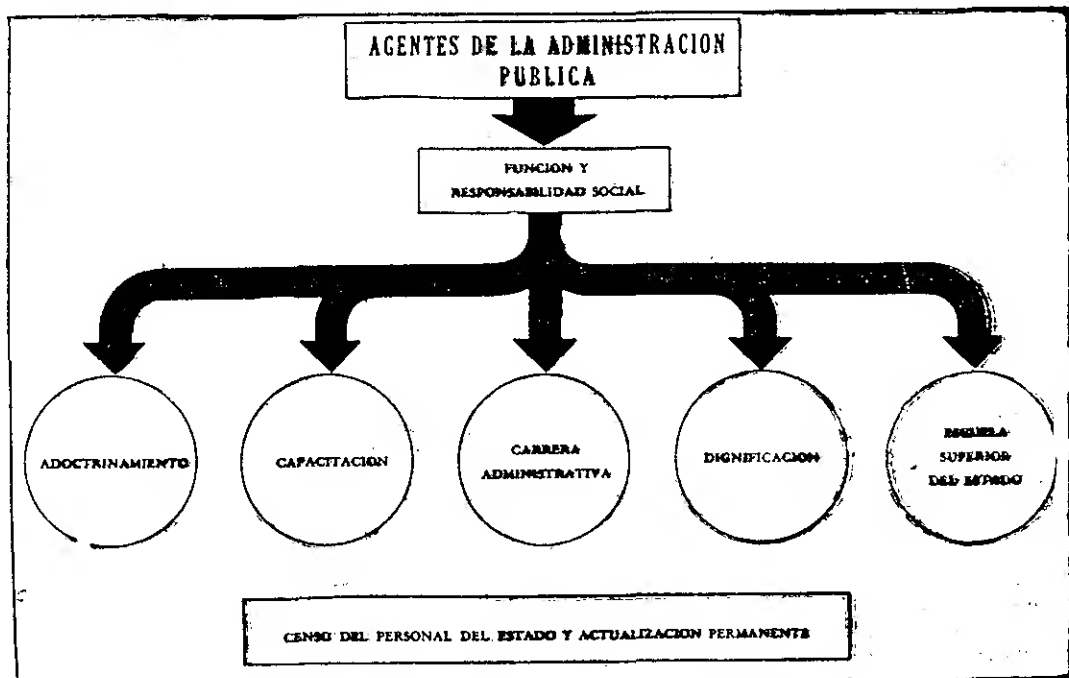 AGENTES DE LA ADMINISTRACION
PUBLICA
FUNCION Y
RESPONSABILIDAD SOCIAL
ADOCTRINAMIENTO
CAPACITACION
CARRERA
ADMINISTRATIVA
DIGNIFICACION
ESCUELA
SUPERIOR
DEL ESTADO
CENSO DEL PERSONAL DEL ESTADO Y ACTUALIZACION PERMANENTE